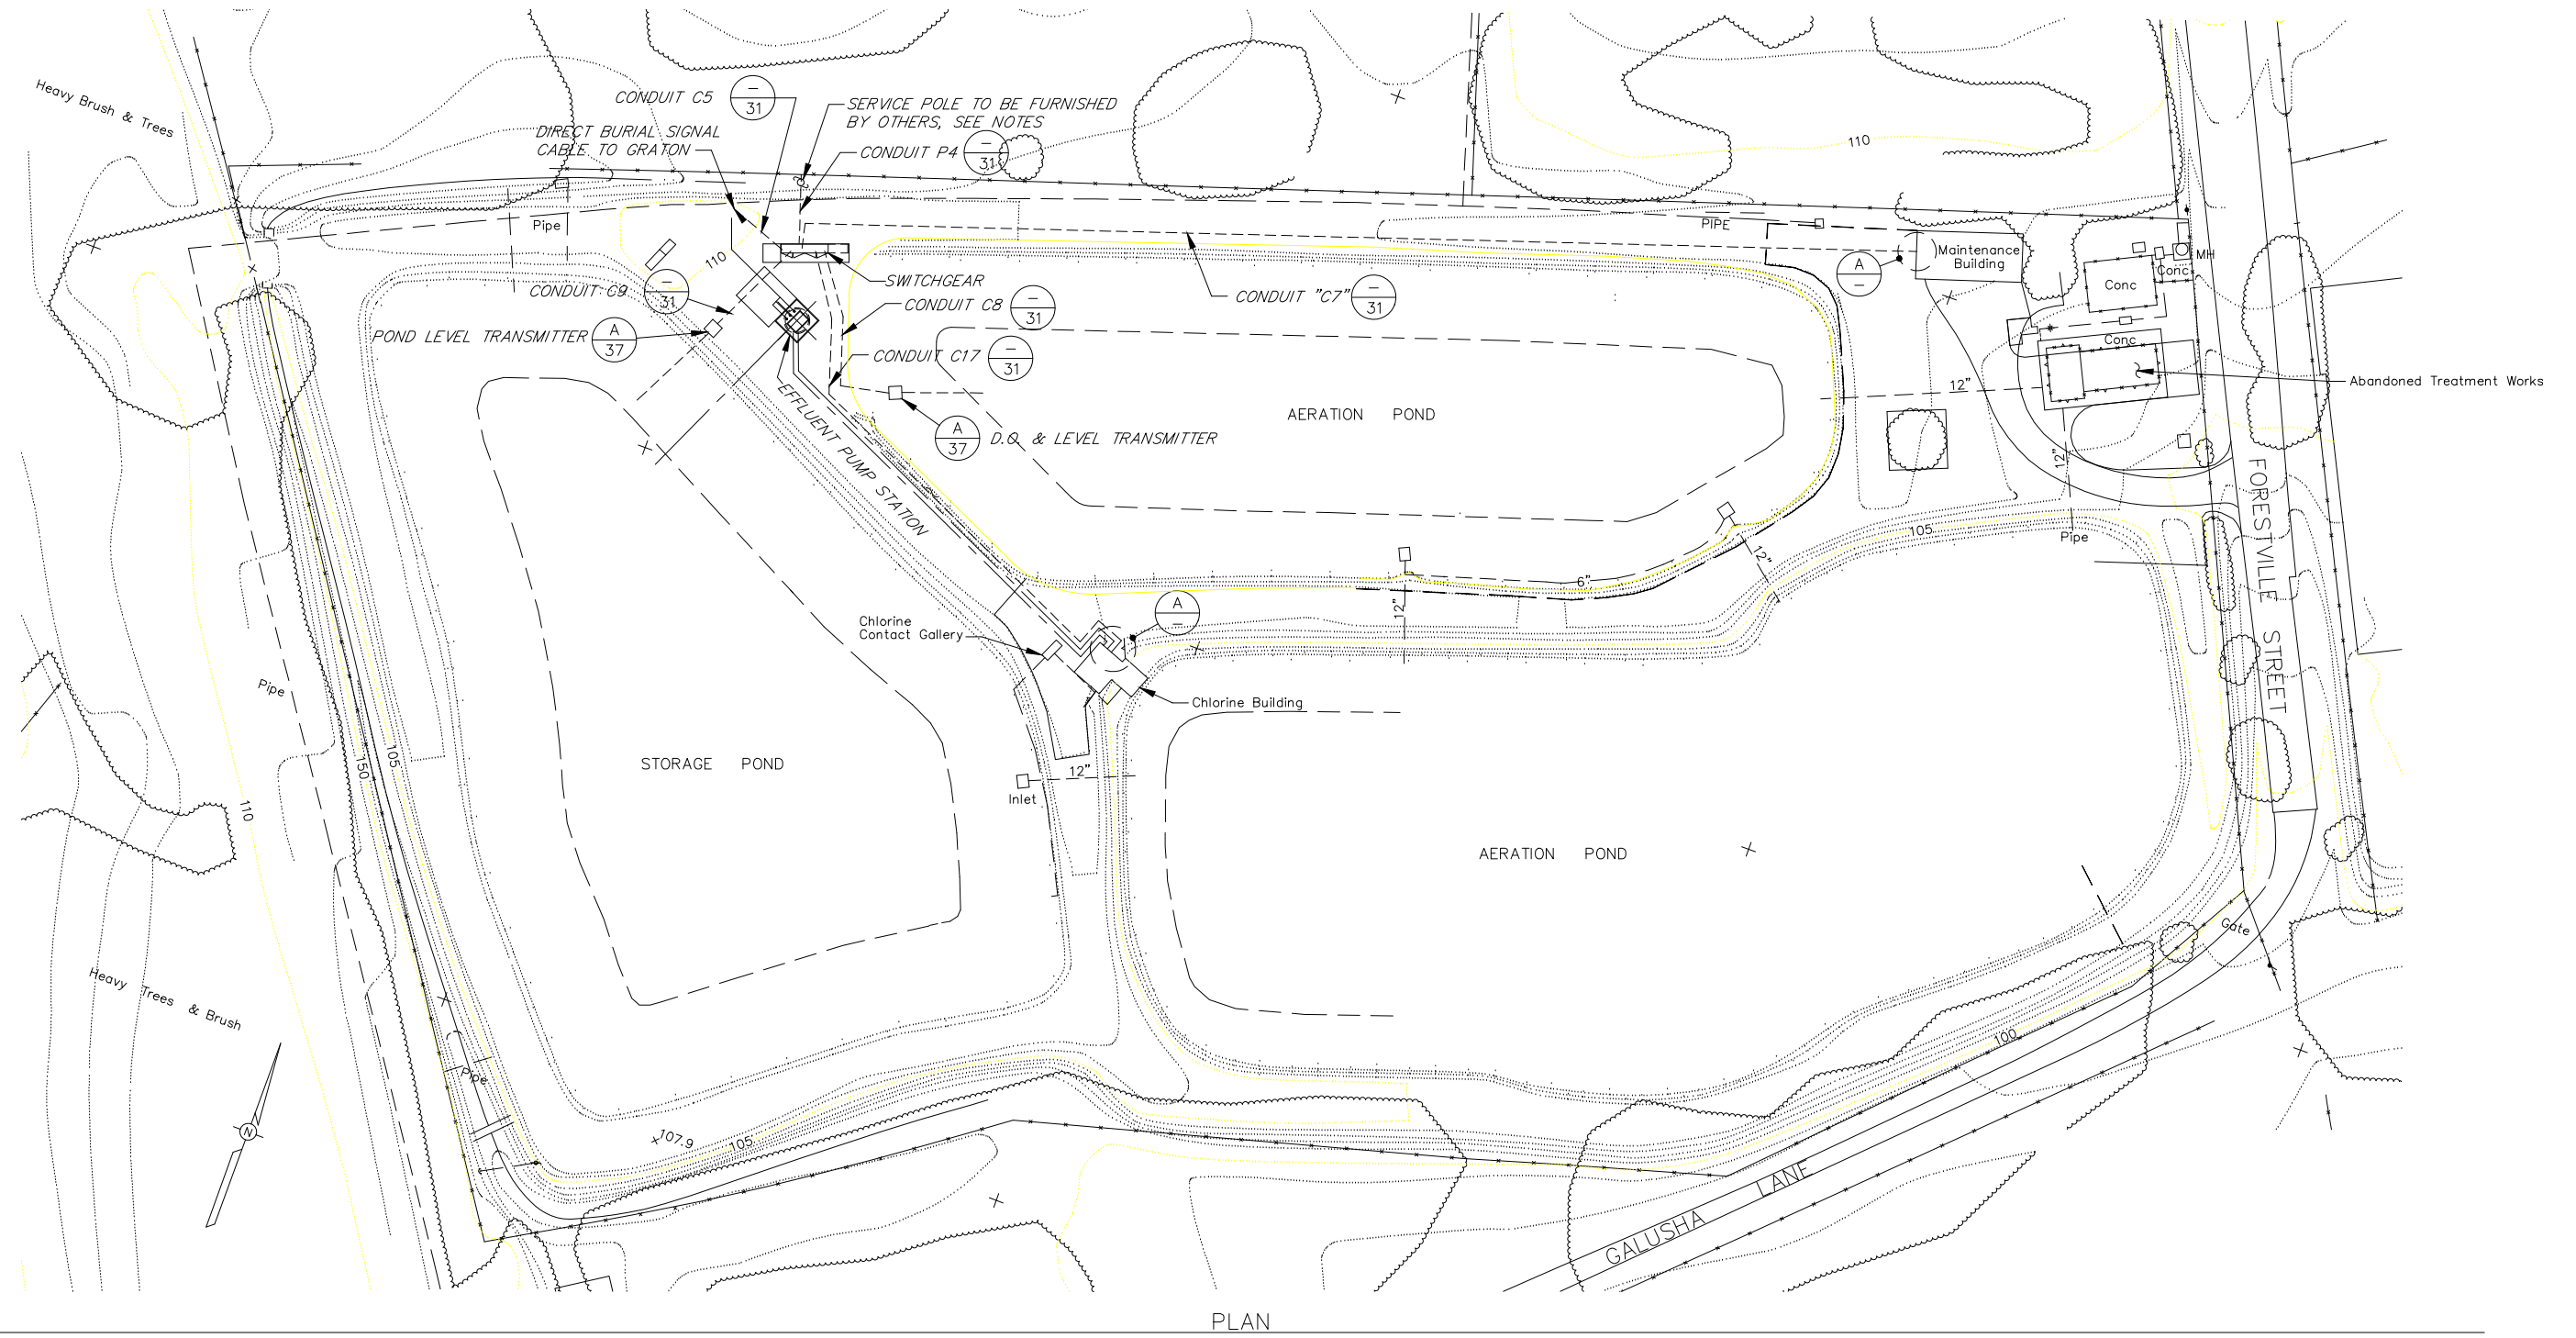 Heavy Brush & Trees
CONDUIT C5
–
31
SERVICE POLE TO BE FURNISHED
BY OTHERS, SEE NOTES
DIRECT BURIAL SIGNAL
CABLE TO GRATON
CONDUIT P4
–
31
110
Pipe
PIPE
110
SWITCHGEAR
CONDUIT C9
–
31
CONDUIT C8
–
31
CONDUIT "C7"
–
31
A
–
Maintenance
Building
MH
Conc
Conc
Conc
POND LEVEL TRANSMITTER
A
37
CONDUIT C17
–
31
EFFLUENT PUMP STATION
A
37
D.O. & LEVEL TRANSMITTER
AERATION POND
12"
Abandoned Treatment Works
12"
FORESTVILLE STREET
105
Pipe
12"
6"
12"
A
–
Chlorine
Contact Gallery
Chlorine Building
Pipe
105
150
110
STORAGE POND
12"
Inlet
AERATION POND
Gate
Heavy Trees & Brush
N
Pipe
107.9
105
100
GALUSHA LANE
PLAN